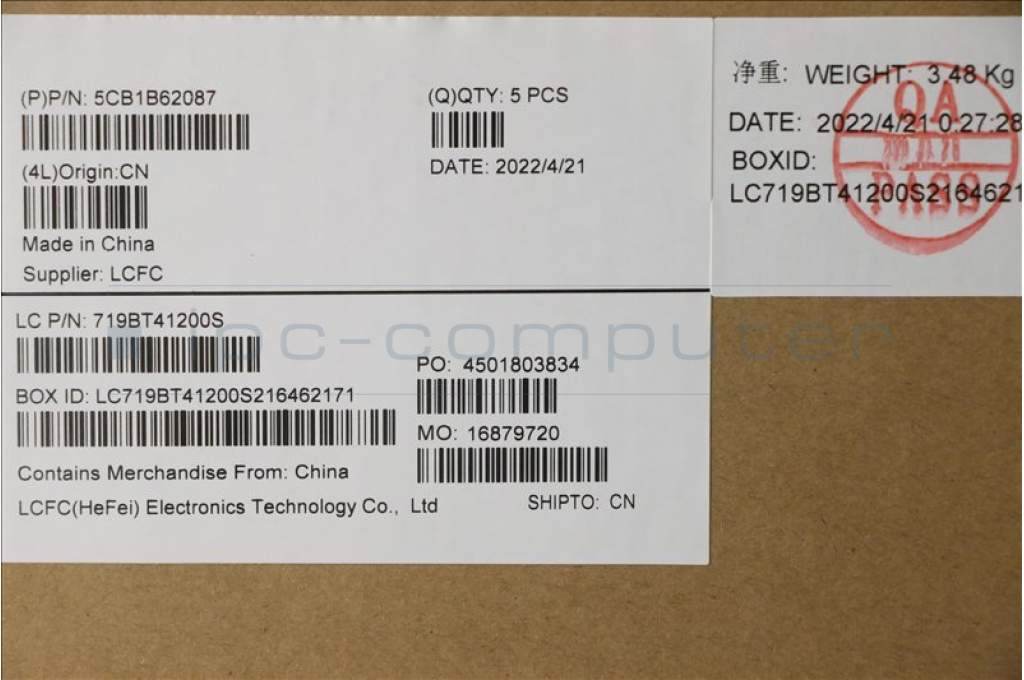 (P)P/N: 5CB1B62087
(Q)QTY: 5 PCS
(4L)Origin:CN
DATE: 2022/4/21
Made in China
Supplier: LCFC
净重: WEIGHT: 3.48 Kg
DATE: 2022/4/21 0:27:28
BOXID:
LC719BT41200S2164621
QA
PASS
LC P/N: 719BT41200S
ipc-computer
PO: 4501803834
BOX ID: LC719BT41200S216462171
MO: 16879720
Contains Merchandise From: China
LCFC(HeFei) Electronics Technology Co., Ltd
SHIPTO: CN